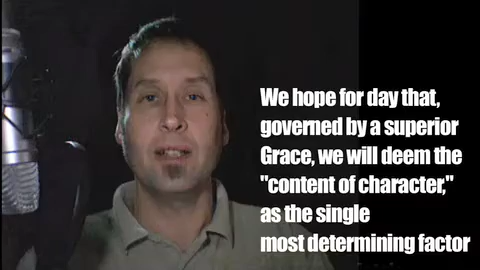 We hope for day that,
governed by a superior
Grace, we will deem the
"content of character,"
as the single
most determining factor